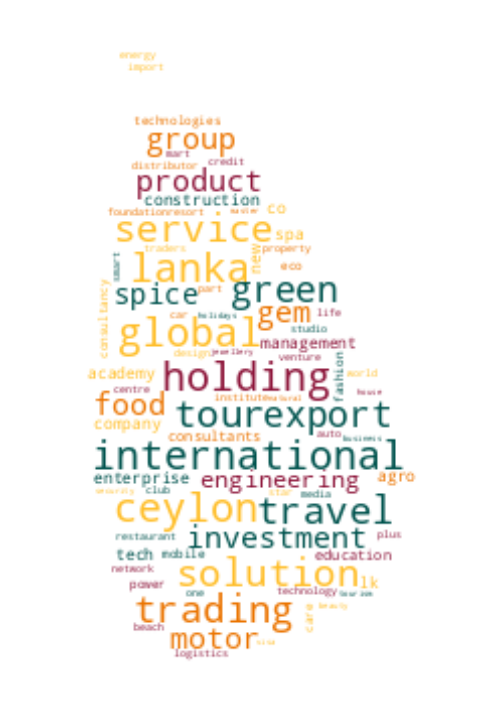 energy
import
technologies
group
mart
distributor credit
product
construction
foundationresort master co
service spa
traders property
lanka new
smart eco
spice part green
consultancy
car holidays gem life
global studio
management
design jewellery venture
academy holding fashion world
centre institute natural house
food tourexport
company
consultants auto business
international
enterprise engineering agro
security club star media
ceylon travel
restaurant investment plus
tech mobile education
network solution lk
power technology tourism
one
trading care beauty
beach motor
logistics